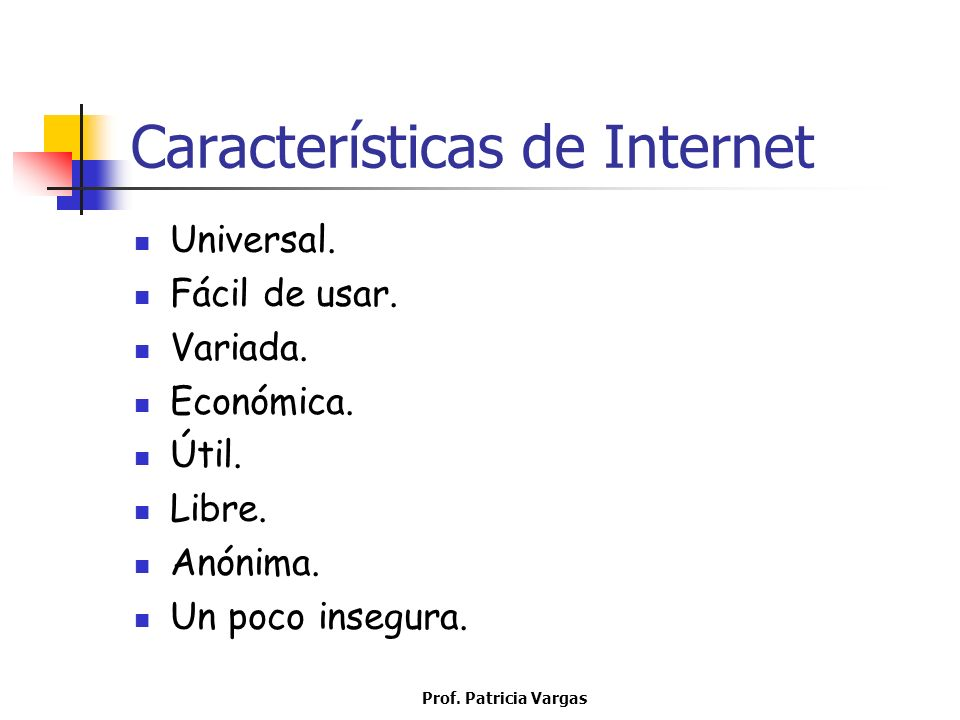 Características de Internet
Universal.
Fácil de usar.
Variada.
Económica.
Útil.
Libre.
Anónima.
Un poco insegura.
Prof. Patricia Vargas